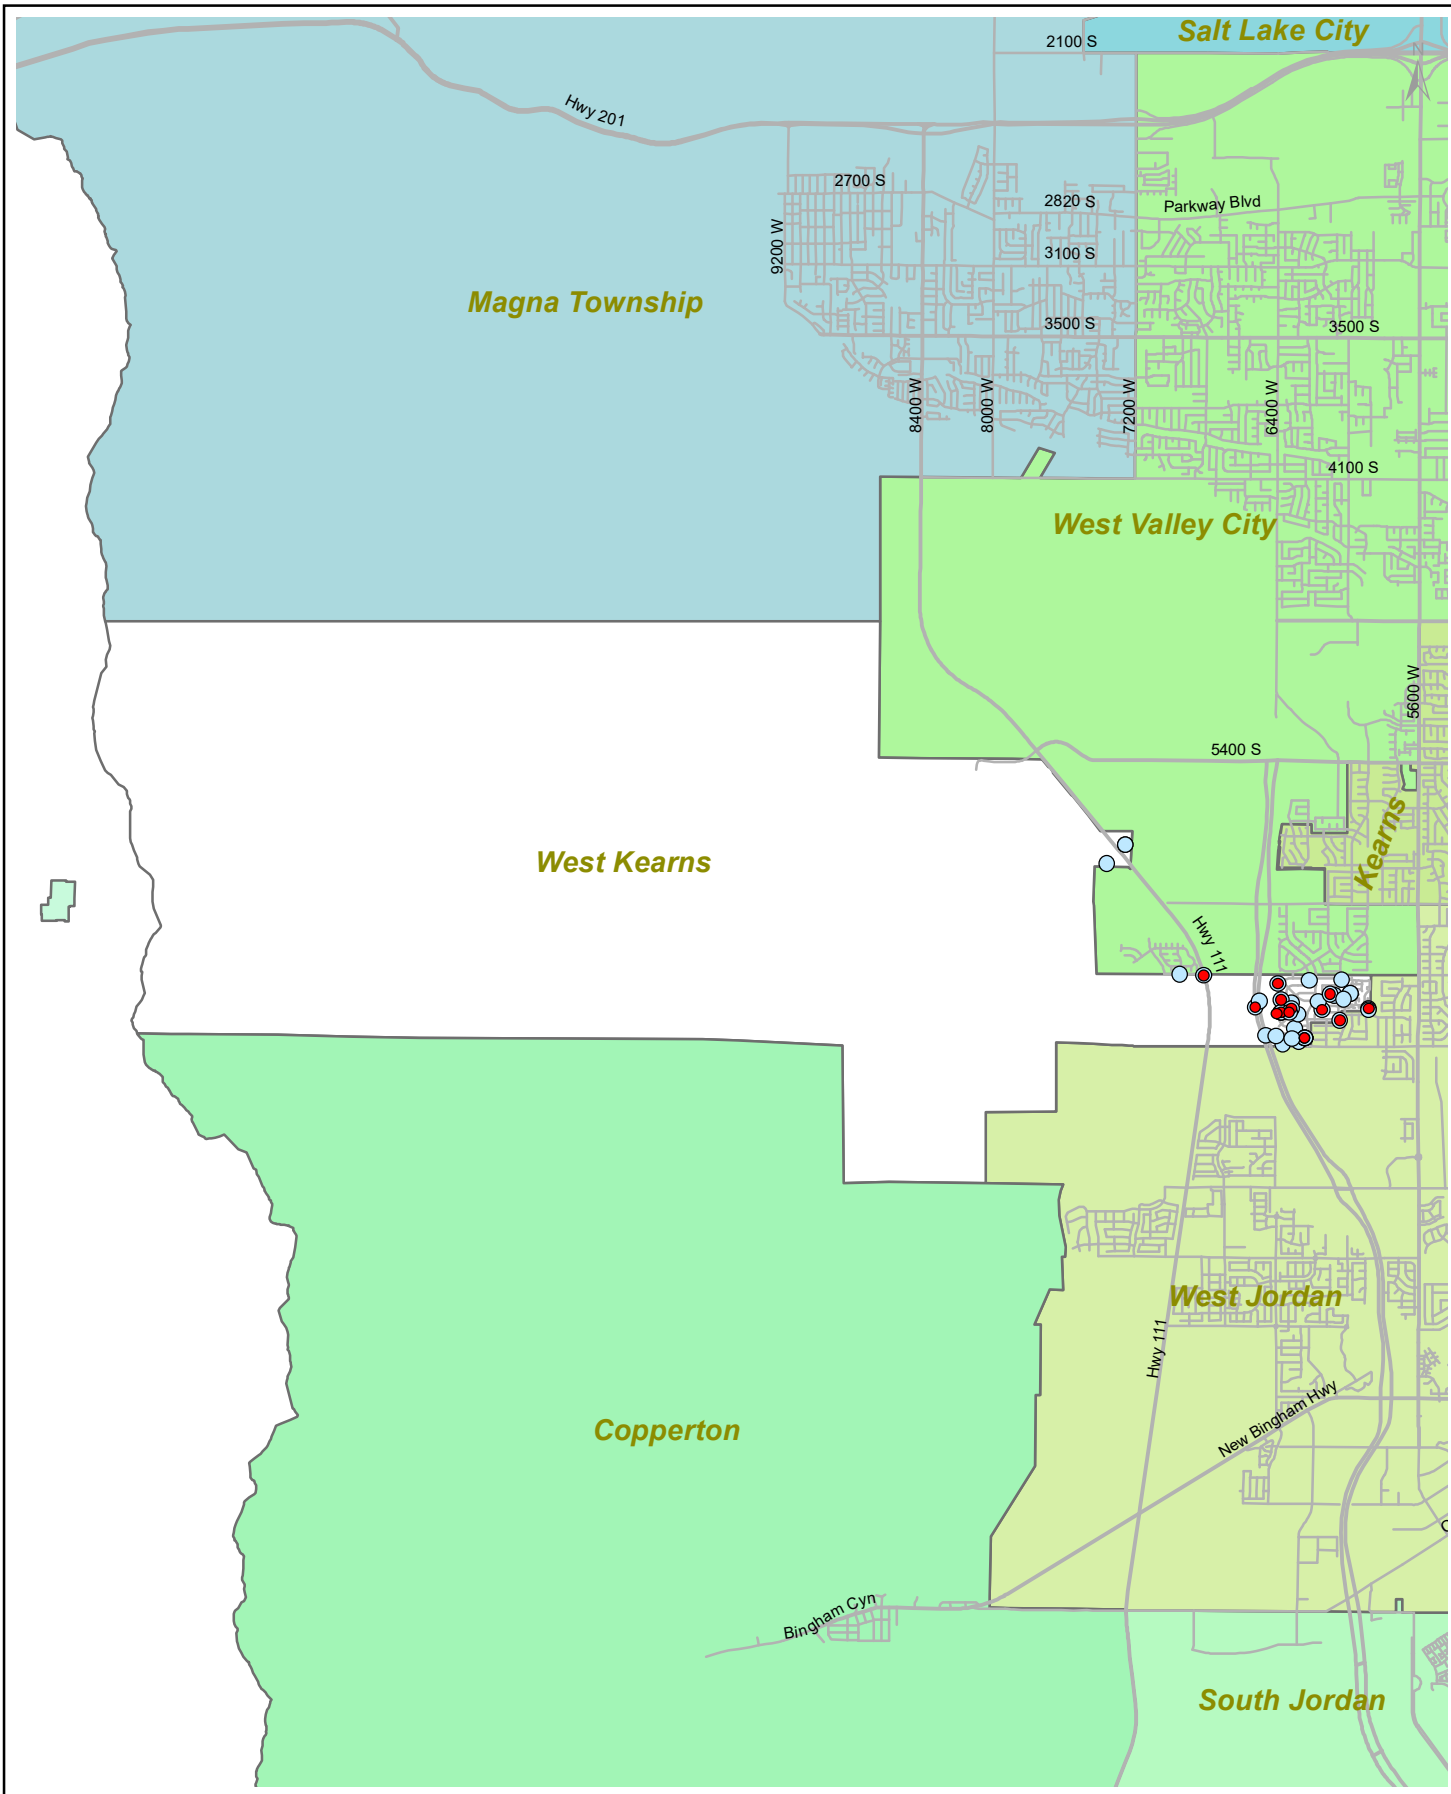 Salt Lake City
2100 S
N
Hwy 201
2700 S
2820 S
Parkway Blvd
9200 W
3100 S
Magna Township
3500 S
3500 S
8400 W
8000 W
7200 W
6400 W
4100 S
West Valley City
5600 W
5400 S
Kearns
West Kearns
Hwy 111
West Jordan
Hwy 111
New Bingham Hwy
Copperton
Bingham Cyn
South Jordan